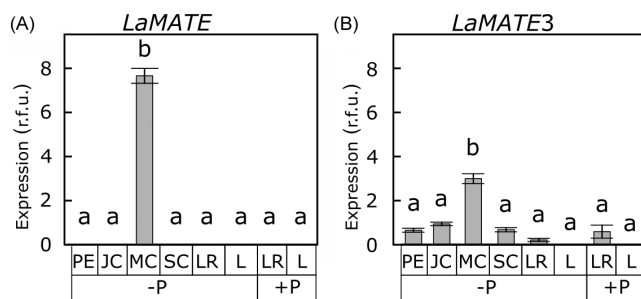 (A) LaMATE
Expression (r.f.u.)
8
6
4
2
0
b
a a a a a a a
PE JC MC SC LR L LR L
-P +P
(B) LaMATE3
Expression (r.f.u.)
8
6
4
2
0
b
a a a a a a a
PE JC MC SC LR L LR L
-P +P